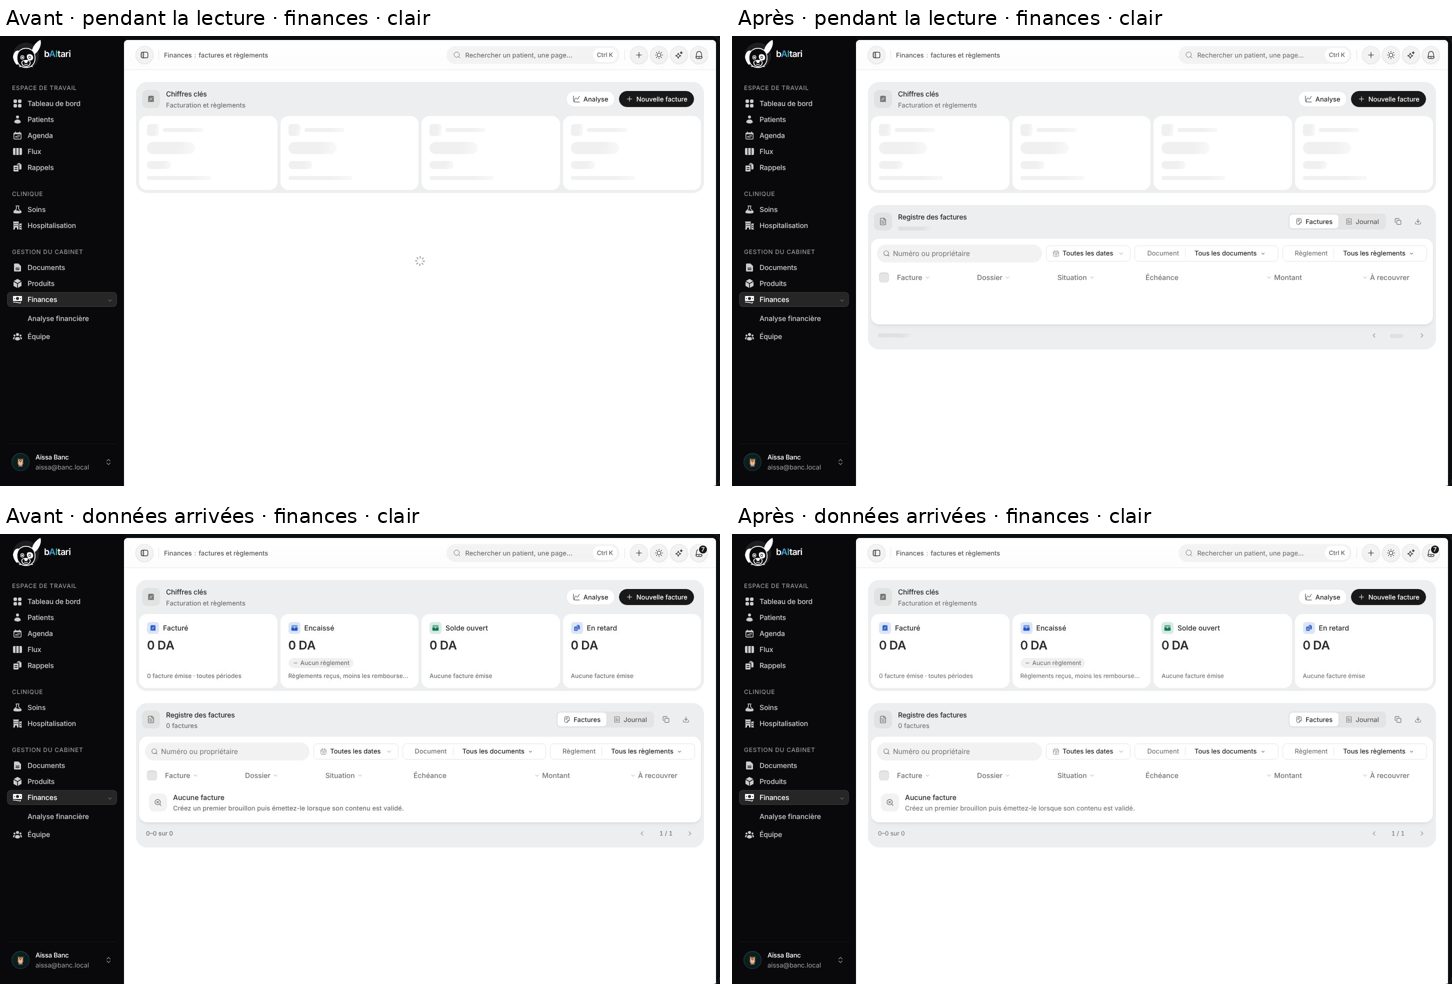 Avant · pendant la lecture · finances · clair
bAItari
Finances : factures et règlements
Rechercher un patient, une page...
Ctrl K
ESPACE DE TRAVAIL
Tableau de bord
Patients
Agenda
Flux
Rappels
CLINIQUE
Soins
Hospitalisation
GESTION DU CABINET
Documents
Produits
Finances
Analyse financière
Équipe
Aïssa Banc
aissa@banc.local
Chiffres clés
Facturation et règlements
Analyse
+ Nouvelle facture
Après · pendant la lecture · finances · clair
bAItari
Finances : factures et règlements
Rechercher un patient, une page...
Ctrl K
ESPACE DE TRAVAIL
Tableau de bord
Patients
Agenda
Flux
Rappels
CLINIQUE
Soins
Hospitalisation
GESTION DU CABINET
Documents
Produits
Finances
Analyse financière
Équipe
Aïssa Banc
aissa@banc.local
Chiffres clés
Facturation et règlements
Analyse
+ Nouvelle facture
Registre des factures
Factures
Journal
Numéro ou propriétaire
Toutes les dates
Document
Tous les documents
Règlement
Tous les règlements
Facture
Dossier
Situation
Échéance
Montant
À recouvrer
Avant · données arrivées · finances · clair
bAItari
Finances : factures et règlements
Rechercher un patient, une page...
Ctrl K
7
ESPACE DE TRAVAIL
Tableau de bord
Patients
Agenda
Flux
Rappels
CLINIQUE
Soins
Hospitalisation
GESTION DU CABINET
Documents
Produits
Finances
Analyse financière
Équipe
Aïssa Banc
aissa@banc.local
Chiffres clés
Facturation et règlements
Analyse
+ Nouvelle facture
Facturé
0 DA
0 facture émise · toutes périodes
Encaissé
0 DA
– Aucun règlement
Règlements reçus, moins les rembourse...
Solde ouvert
0 DA
Aucune facture émise
En retard
0 DA
Aucune facture émise
Registre des factures
0 factures
Factures
Journal
Numéro ou propriétaire
Toutes les dates
Document
Tous les documents
Règlement
Tous les règlements
Facture
Dossier
Situation
Échéance
Montant
À recouvrer
Aucune facture
Créez un premier brouillon puis émettez-le lorsque son contenu est validé.
0–0 sur 0
1 / 1
Après · données arrivées · finances · clair
bAItari
Finances : factures et règlements
Rechercher un patient, une page...
Ctrl K
7
ESPACE DE TRAVAIL
Tableau de bord
Patients
Agenda
Flux
Rappels
CLINIQUE
Soins
Hospitalisation
GESTION DU CABINET
Documents
Produits
Finances
Analyse financière
Équipe
Aïssa Banc
aissa@banc.local
Chiffres clés
Facturation et règlements
Analyse
+ Nouvelle facture
Facturé
0 DA
0 facture émise · toutes périodes
Encaissé
0 DA
– Aucun règlement
Règlements reçus, moins les rembourse...
Solde ouvert
0 DA
Aucune facture émise
En retard
0 DA
Aucune facture émise
Registre des factures
0 factures
Factures
Journal
Numéro ou propriétaire
Toutes les dates
Document
Tous les documents
Règlement
Tous les règlements
Facture
Dossier
Situation
Échéance
Montant
À recouvrer
Aucune facture
Créez un premier brouillon puis émettez-le lorsque son contenu est validé.
0–0 sur 0
1 / 1